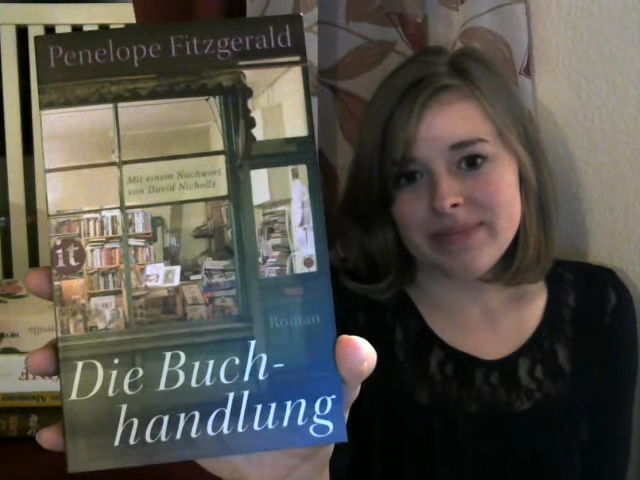 Penelope Fitzgerald
Mit einem Nachwort
von David Nicholls
it
Roman
Die Buch-
handlung